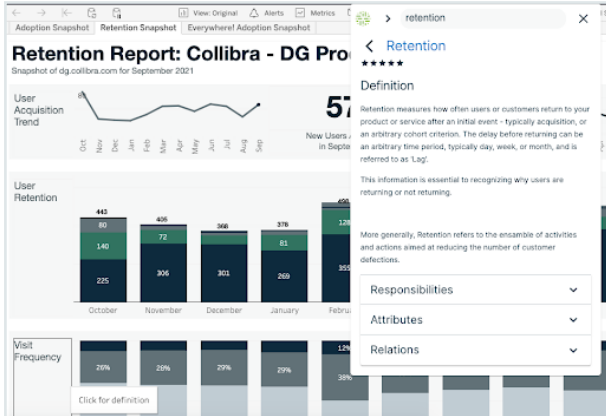 View: Original
Alerts
Metrics
Adoption Snapshot
Retention Snapshot
Everywhere! Adoption Snapshot
Retention Report: Collibra - DG Pro
Snapshot of dg.collibra.com for September 2021
User
Acquisition
Trend
Oct
Nov
Dec
Jan
Feb
Mar
Apr
May
Jun
Jul
Aug
Sep
57
New Users
in Septe
User
Retention
443
80
140
225
October
405
72
306
November
368
301
December
378
81
269
January
498
128
355
Febru
Visit
Frequency
26%
28%
29%
29%
12%
38%
Click for definition
retention
Retention
Definition
Retention measures how often users or customers return to your
product or service after an initial event - typically acquisition, or
an arbitrary cohort criterion. The delay before returning can be
an arbitrary time period, typically day, week, or month, and is
referred to as 'Lag'.
This information is essential to recognizing why users are
returning or not returning.
More generally, Retention refers to the ensamble of activities
and actions aimed at reducing the number of customer
defections.
Responsibilities
Attributes
Relations